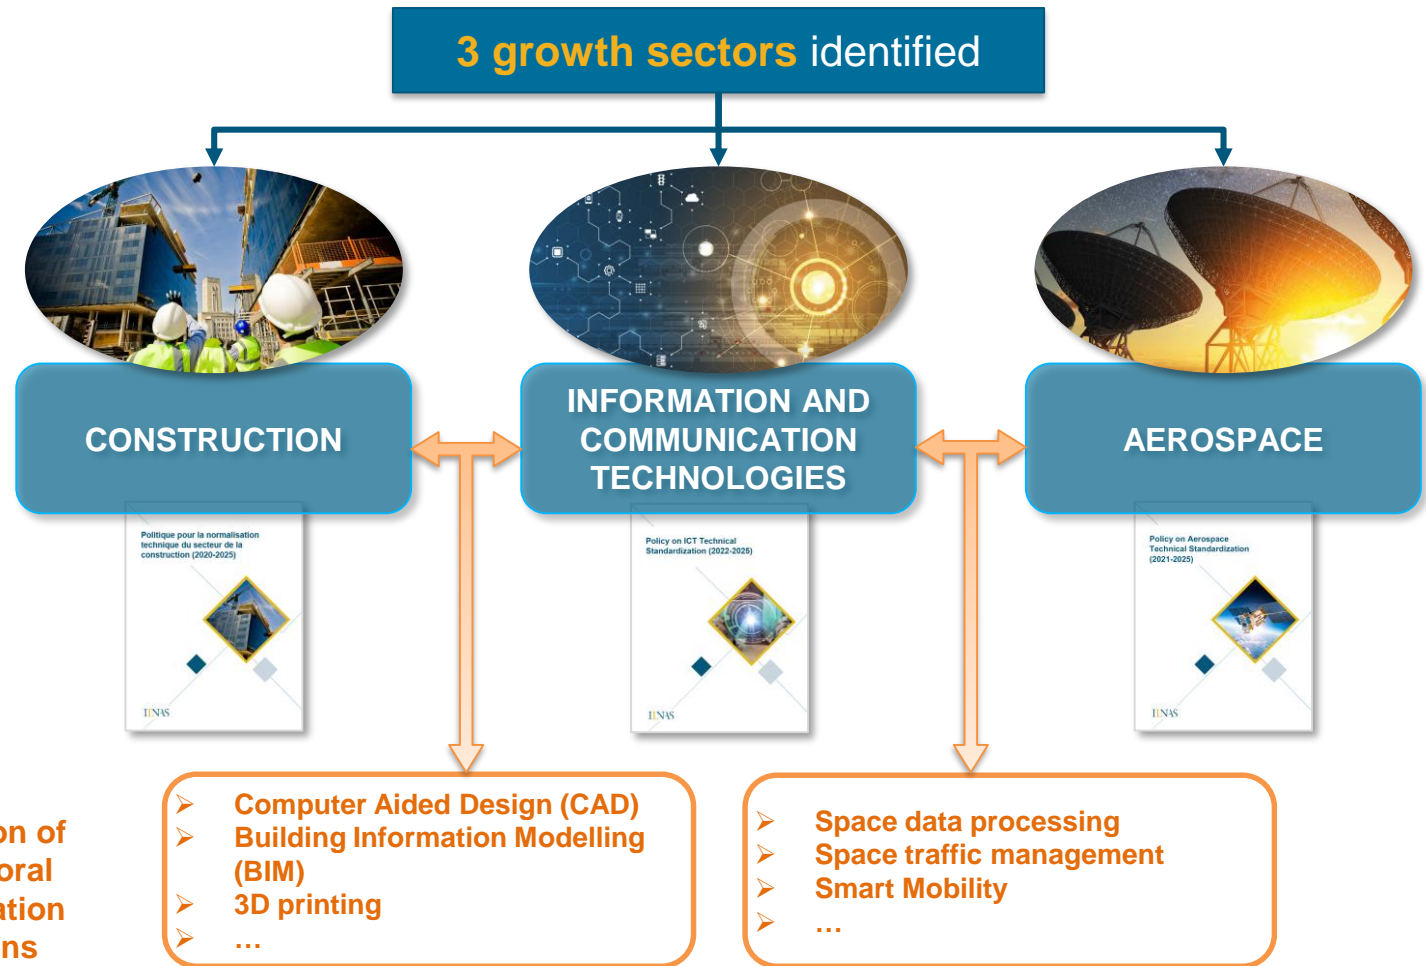 3 growth sectors identified
CONSTRUCTION
INFORMATION AND
COMMUNICATION
TECHNOLOGIES
AEROSPACE
Politique pour la normalisation
technique du secteur de la
construction (2020-2025)
ILNAS
Policy on ICT Technical
Standardization (2022-2025)
ILNAS
Policy on Aerospace
Technical Standardization
(2021-2025)
ILNAS
on of
oral
ation
ns
➢ Computer Aided Design (CAD)
➢ Building Information Modelling
(BIM)
➢ 3D printing
➢ …
➢ Space data processing
➢ Space traffic management
➢ Smart Mobility
➢ …